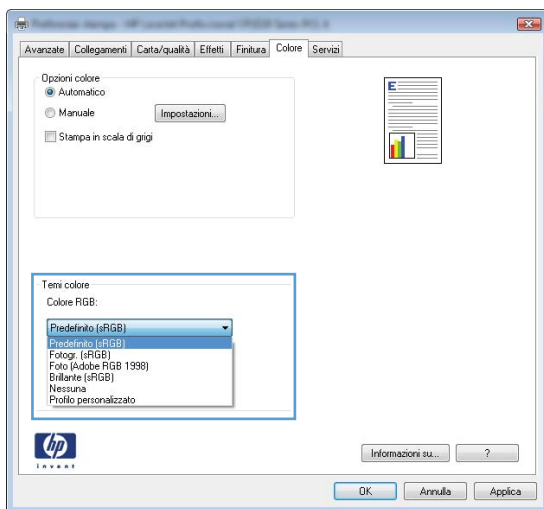 Avanzate Collegamenti Carta/qualità Effetti Finitura Colore Servizi
Opzioni colore
Automatico
Manuale Impostazioni...
Stampa in scala di grigi
E
Temi colore
Colore RGB:
Predefinito (sRGB)
Predefinito (sRGB)
Fotogr. (sRGB)
Foto (Adobe RGB 1998)
Brillante (sRGB)
Nessuna
Profilo personalizzato
hp
invent
Informazioni su... ?
OK Annulla Applica